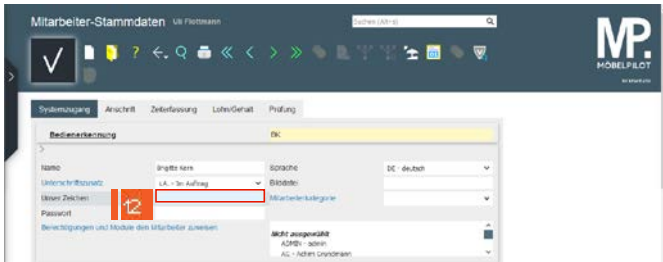 Mitarbeiter-Stammdaten Uli Flottmann
Suchen (Alt+s)
MP.
MÖBELPILOT
Systemzugang Anschrift Zeiterfassung Lohn/Gehalt Prüfung
Bedienerkennung BK
Name Brigitte Kern Sprache DE - deutsch
Unterschriftszusatz i.A. - Im Auftrag Bilddatei
Unser Zeichen Mitarbeiterkategorie
12
Passwort
Berechtigungen und Module dem Mitarbeiter zuweisen
Nicht ausgewählt
ADMIN - admin
AG - Achim Grundmann